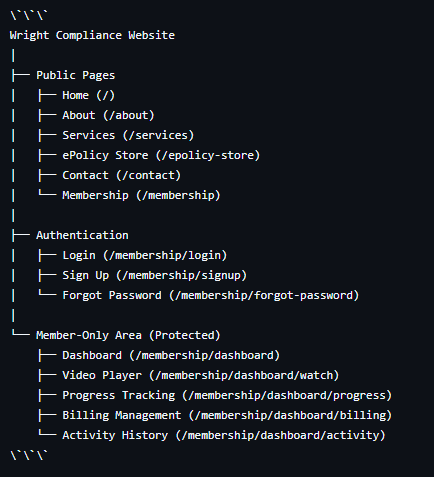 \`\`\`
Wright Compliance Website
│
├── Public Pages
│   ├── Home (/)
│   ├── About (/about)
│   ├── Services (/services)
│   ├── ePolicy Store (/epolicy-store)
│   ├── Contact (/contact)
│   └── Membership (/membership)
│
├── Authentication
│   ├── Login (/membership/login)
│   ├── Sign Up (/membership/signup)
│   └── Forgot Password (/membership/forgot-password)
│
└── Member-Only Area (Protected)
    ├── Dashboard (/membership/dashboard)
    ├── Video Player (/membership/dashboard/watch)
    ├── Progress Tracking (/membership/dashboard/progress)
    ├── Billing Management (/membership/dashboard/billing)
    └── Activity History (/membership/dashboard/activity)
\`\`\`